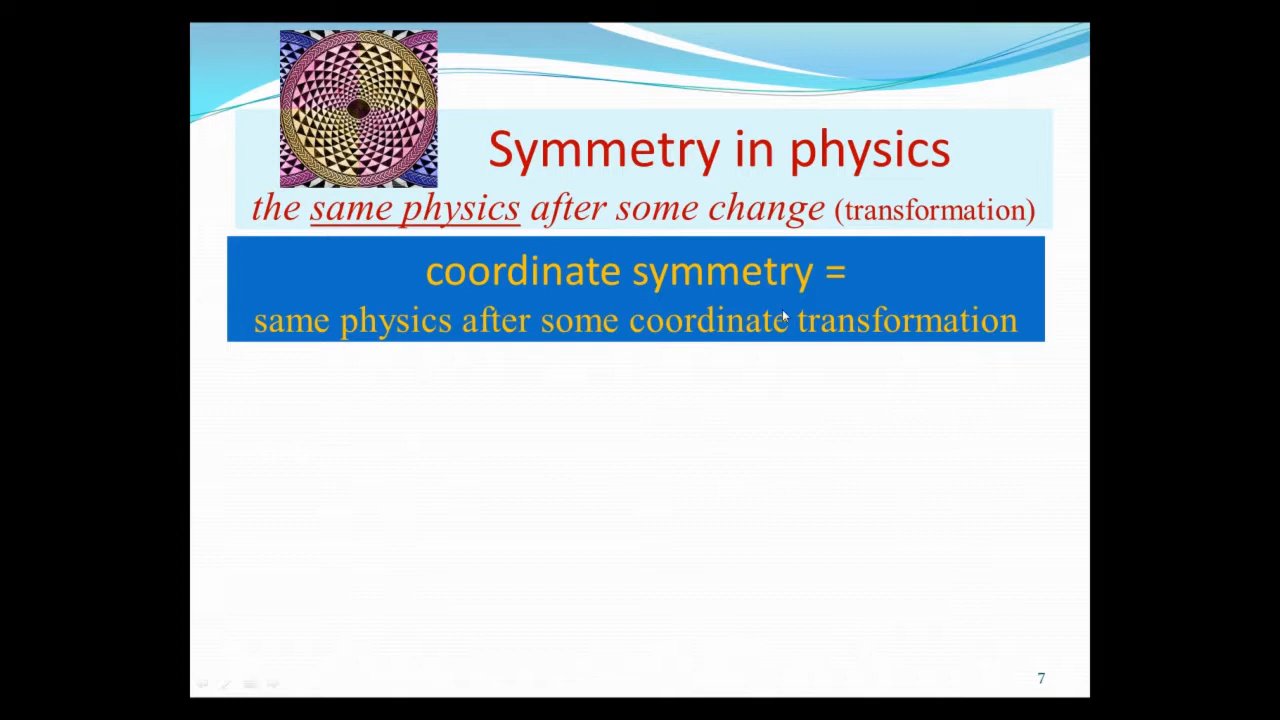 Symmetry in physics
the same physics after some change (transformation)
coordinate symmetry =
same physics after some coordinate transformation
7